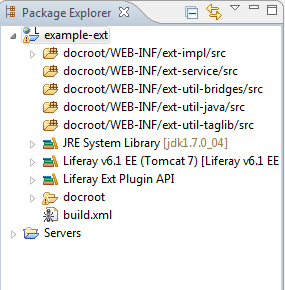 Package Explorer
example-ext
docroot/WEB-INF/ext-impl/src
docroot/WEB-INF/ext-service/src
docroot/WEB-INF/ext-util-bridges/src
docroot/WEB-INF/ext-util-java/src
docroot/WEB-INF/ext-util-taglib/src
JRE System Library [jdk1.7.0_04]
Liferay v6.1 EE (Tomcat 7) [Liferay v6.1 EE
Liferay Ext Plugin API
docroot
build.xml
Servers